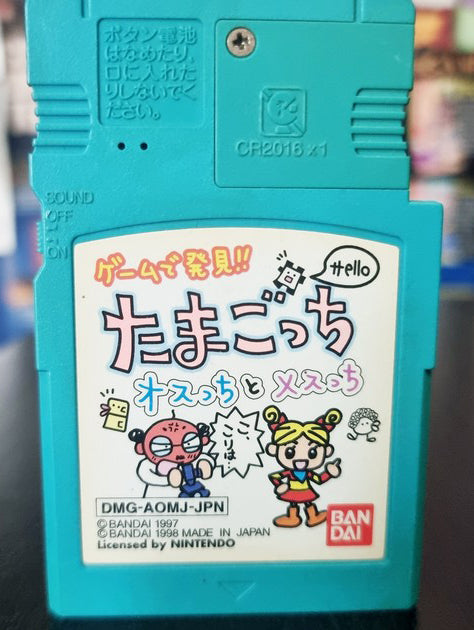 ボタン電池
はなめたり,
口に入れた
りしないでく
ださい。
CR2016 x1
SOUND
OFF
ON
ゲームで発見!!
Hello
たまごっち
オスっちとメスっち
こ、
こりは…
DMG-AOMJ-JPN
©BANDAI 1997
©BANDAI 1998 MADE IN JAPAN
Licensed by NINTENDO
BAN
DAI